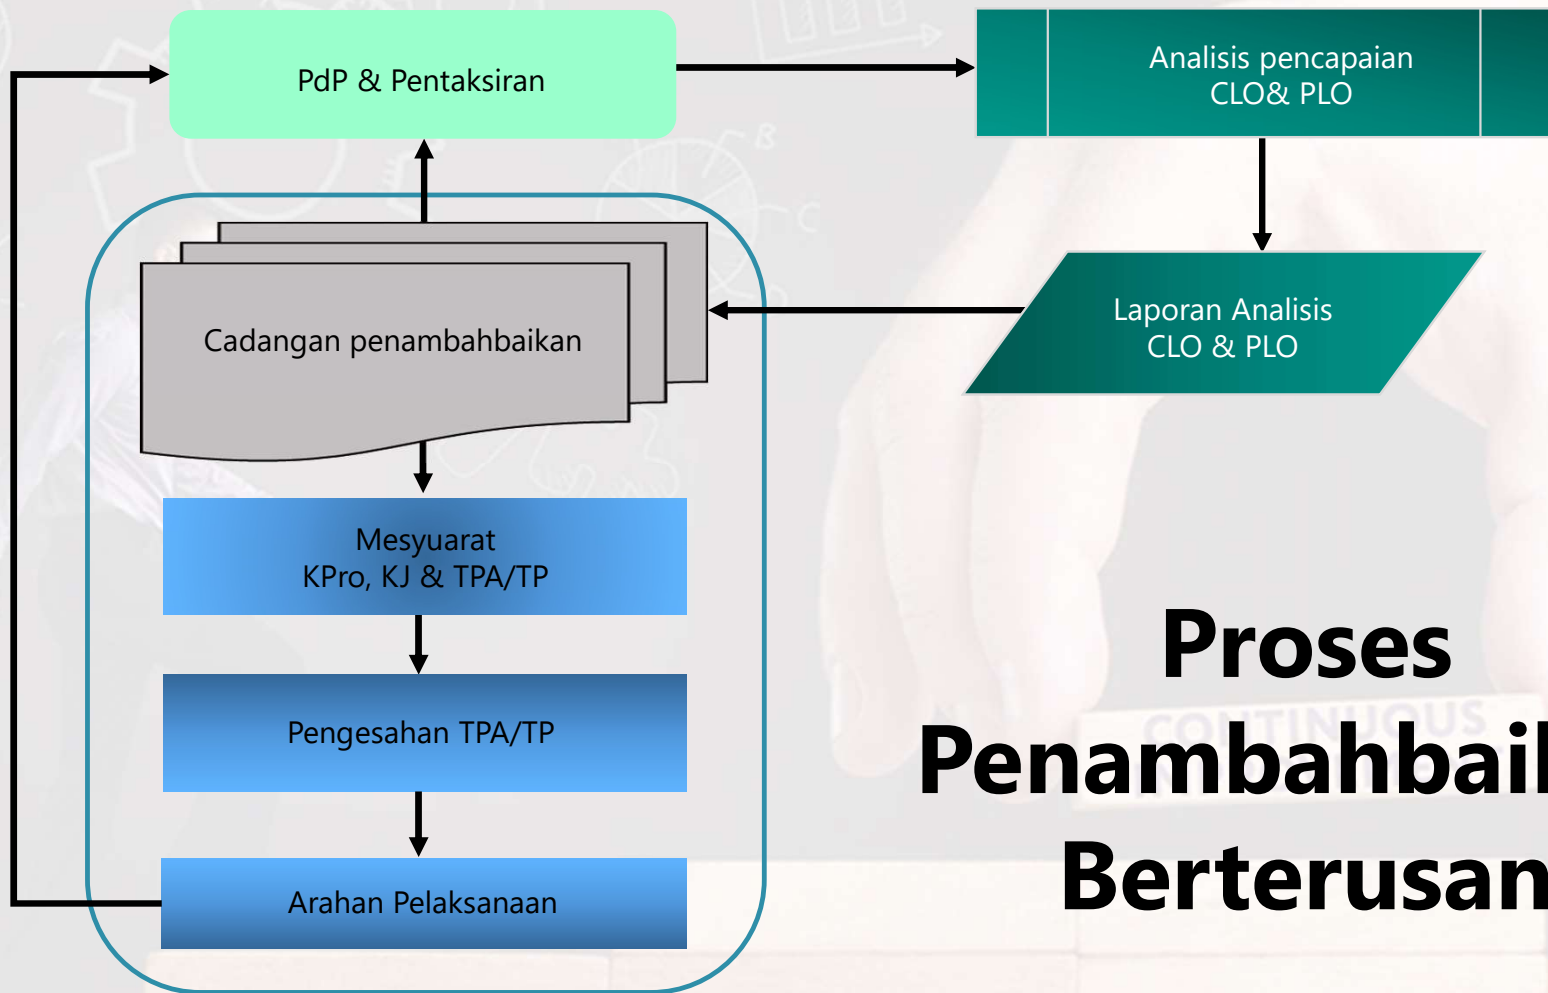 PdP & Pentaksiran
Analisis pencapaian
CLO& PLO
Cadangan penambahbaikan
Laporan Analisis
CLO & PLO
Mesyuarat
KPro, KJ & TPA/TP
Pengesahan TPA/TP
Arahan Pelaksanaan
Proses
Berterusan
CONTINUOUS